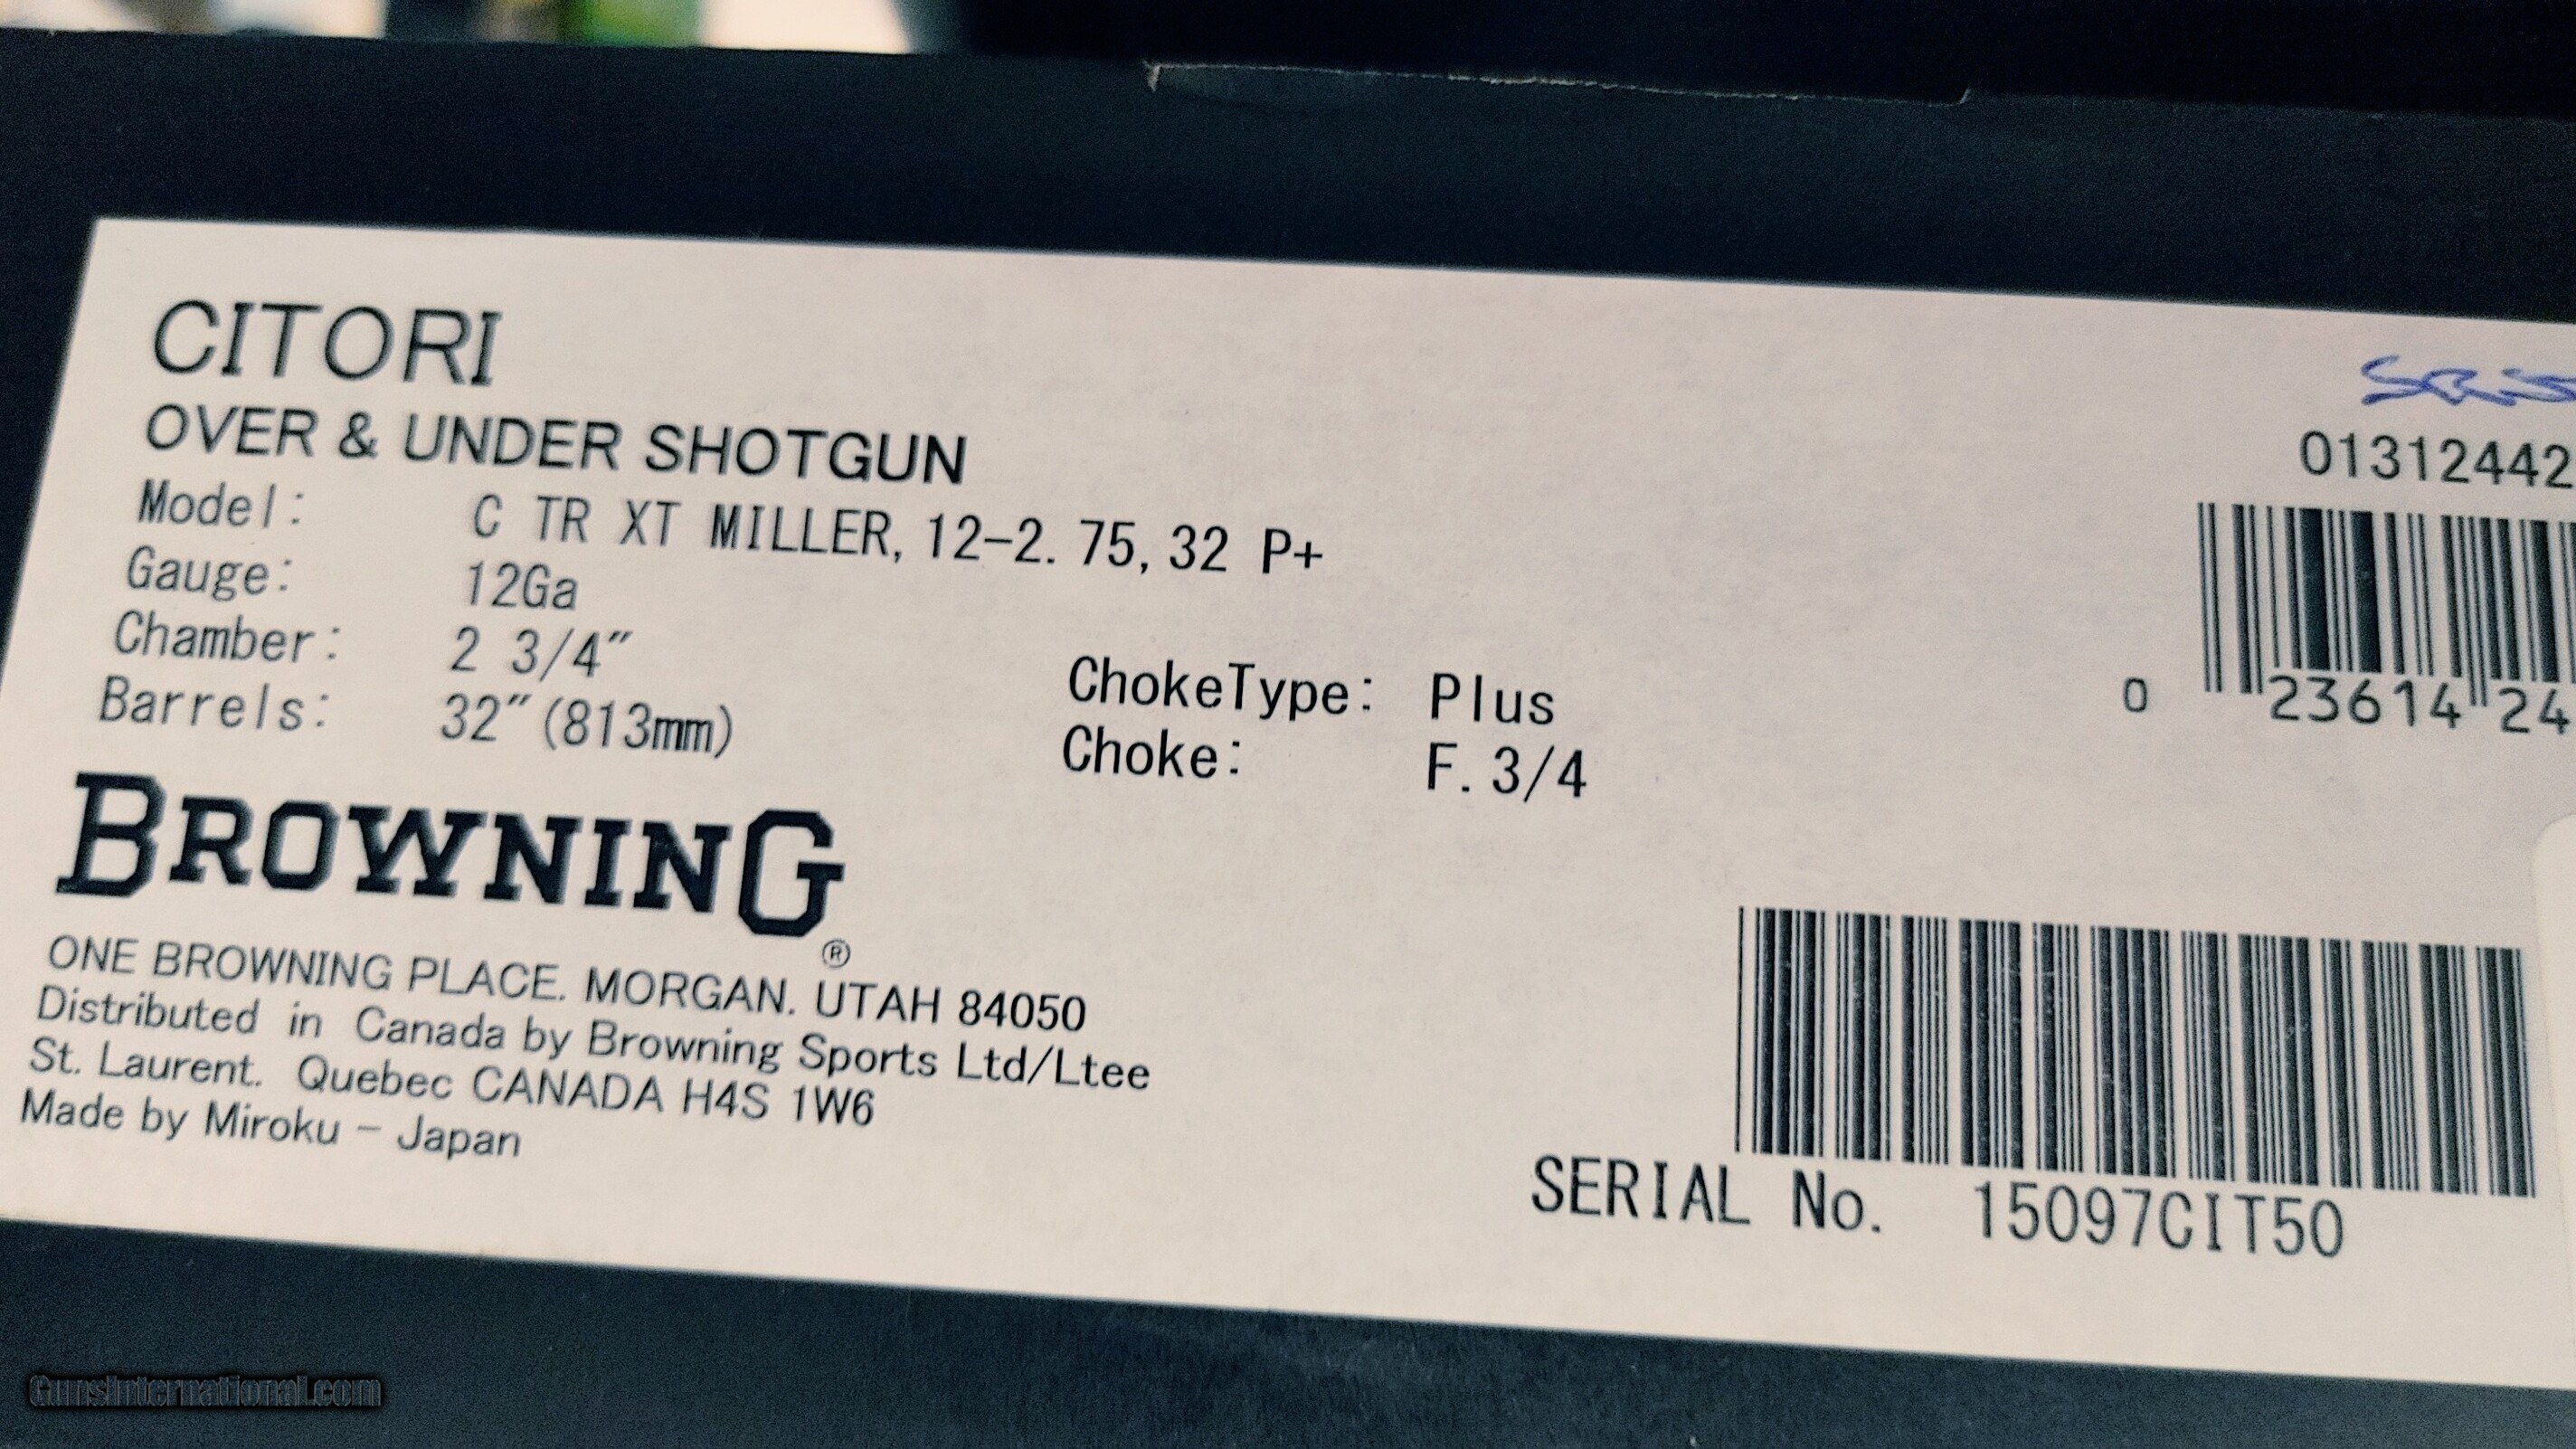 CITORI
OVER & UNDER SHOTGUN
Model: C TR XT MILLER, 12-2. 75, 32 P+
Gauge: 12Ga
Chamber: 2 3/4"
Barrels: 32"(813mm)
ChokeType: Plus
Choke: F. 3/4
BROWNING®
ONE BROWNING PLACE. MORGAN. UTAH 84050
Distributed in Canada by Browning Sports Ltd/Ltee
St. Laurent. Quebec CANADA H4S 1W6
Made by Miroku - Japan
01312442
0 23614 24
SERIAL No. 15097CIT50
GunsInternational.com